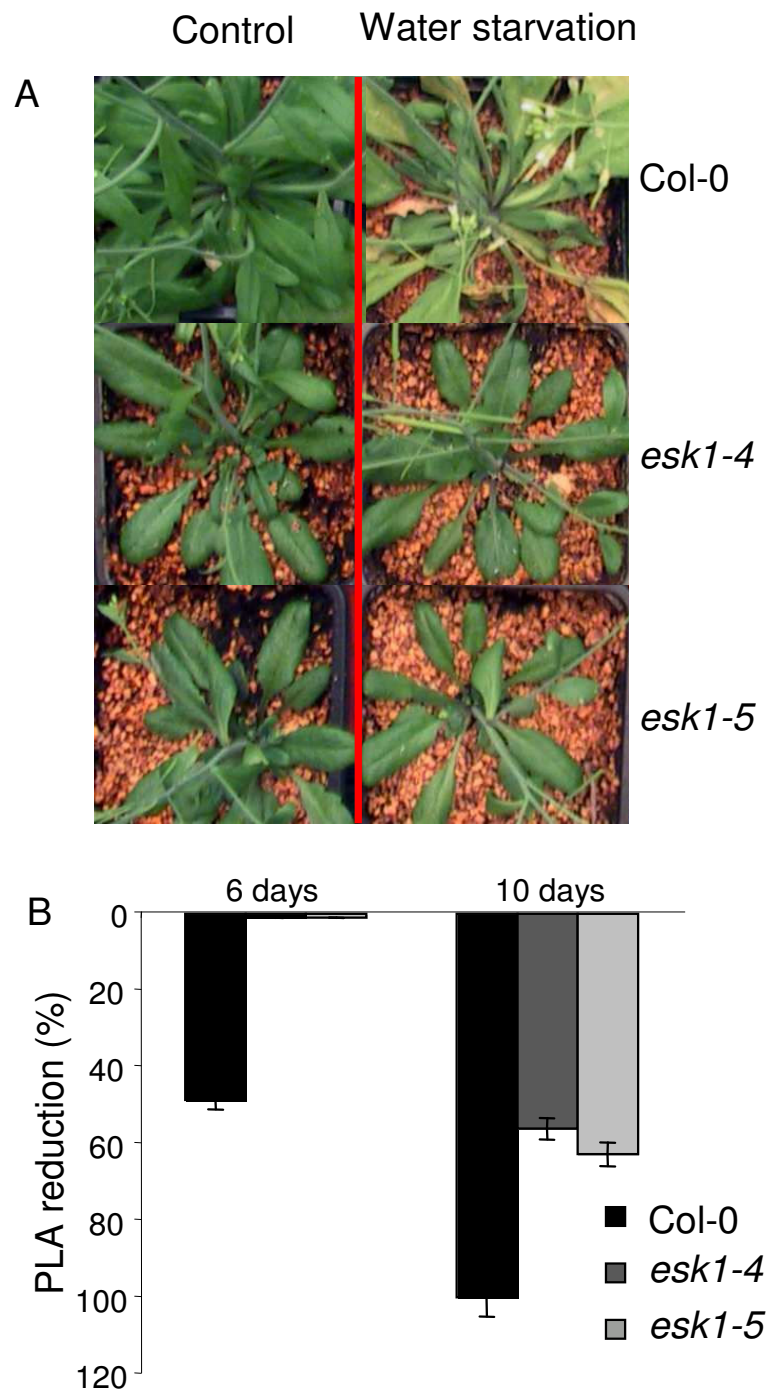 Control Water starvation
A
Col-0
esk1-4
esk1-5
B
6 days 10 days
0
20
40
60
80
100
120
PLA reduction (%)
Col-0
esk1-4
esk1-5